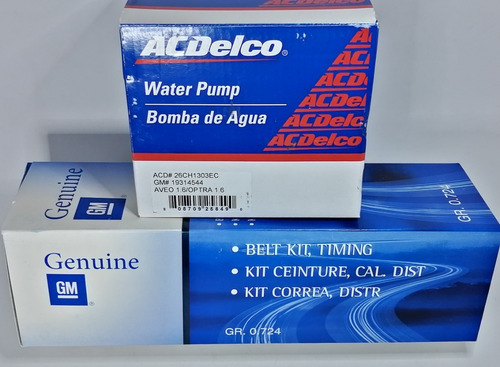 ACDelco
ACDelco
ACDelco
ACDelco
ACDelco
Water Pump
Bomba de Agua
ACD# 26CH1303EC
GM# 19314544
AVEO 1.6/OPTRA 1.6
Genuine
GM
GR. 0.724
Genuine
GM
• BELT KIT, TIMING
• KIT CEINTURE, CAL. DIST
• KIT CORREA, DISTR
GR. 0/724